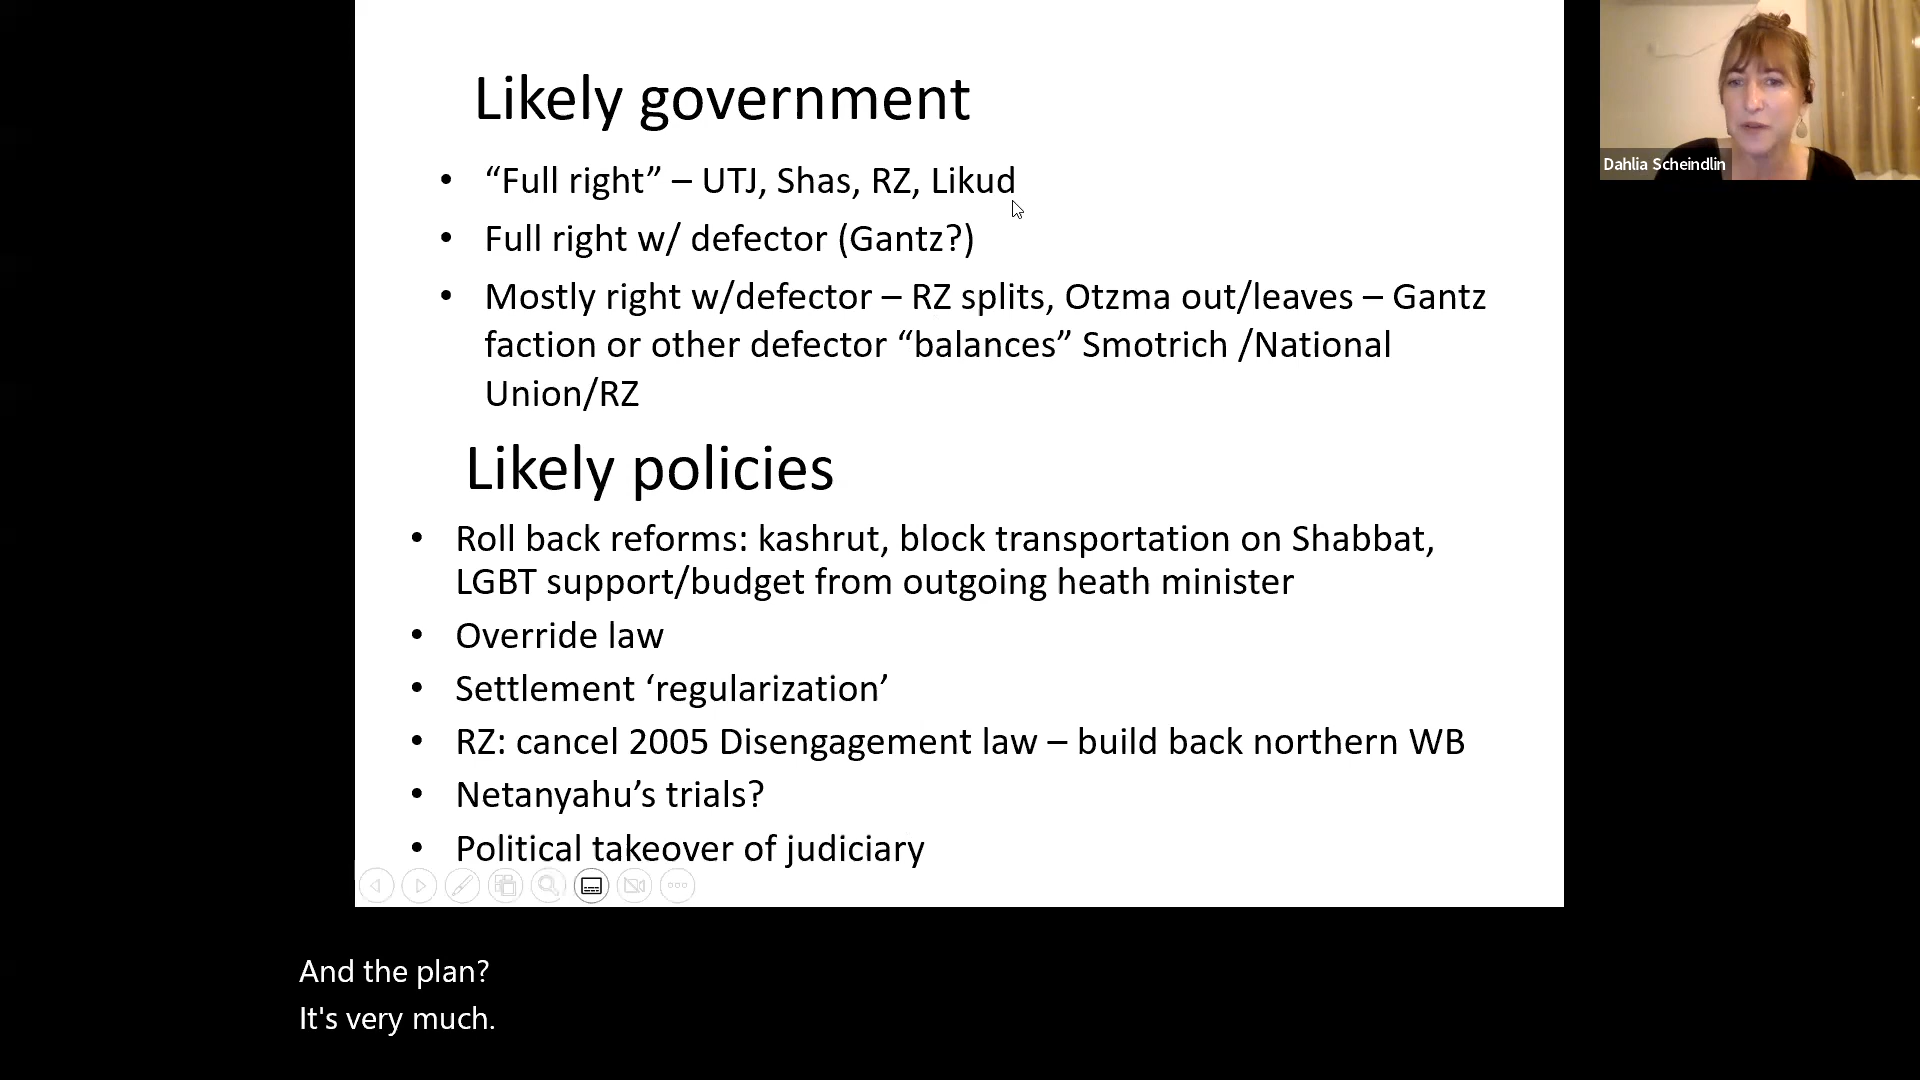 Likely government
• “Full right” – UTJ, Shas, RZ, Likud
• Full right w/ defector (Gantz?)
• Mostly right w/defector – RZ splits, Otzma out/leaves – Gantz
faction or other defector “balances” Smotrich /National
Union/RZ
Likely policies
• Roll back reforms: kashrut, block transportation on Shabbat,
LGBT support/budget from outgoing heath minister
• Override law
• Settlement ‘regularization’
• RZ: cancel 2005 Disengagement law – build back northern WB
• Netanyahu’s trials?
• Political takeover of judiciary
Dahlia Scheindlin
And the plan?
It's very much.